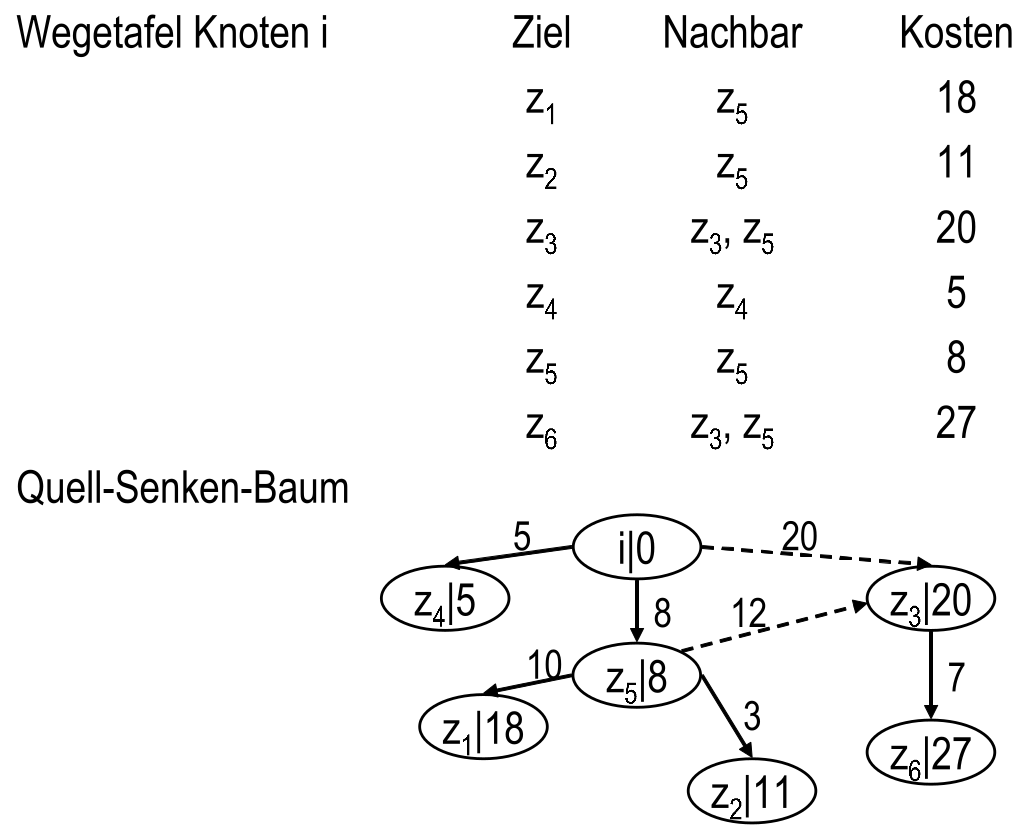 Wegetafel Knoten i Ziel Nachbar Kosten
z₁ z₅ 18
z₂ z₅ 11
z₃ z₃, z₅ 20
z₄ z₄ 5
z₅ z₅ 8
z₆ z₃, z₅ 27
Quell-Senken-Baum
5 i|0 20
z₄|5 8 12 z₃|20
10 z₅|8 7
z₁|18 3 z₆|27
z₂|11